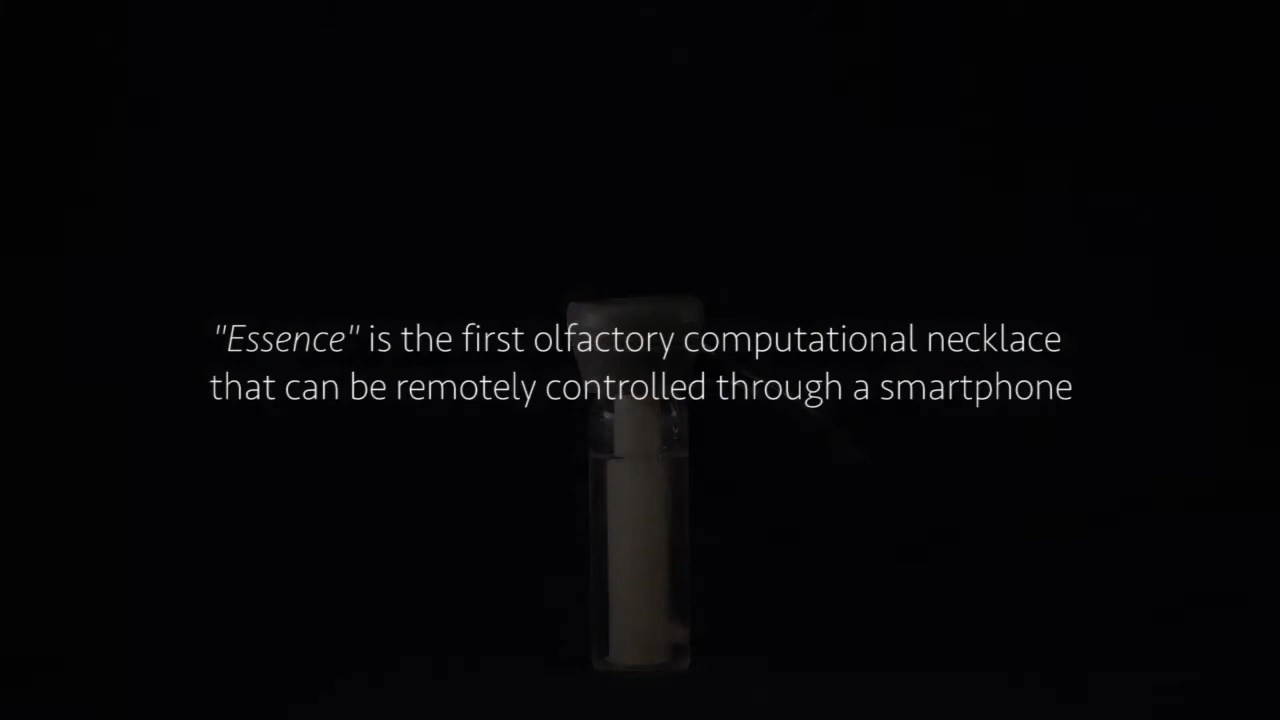 "Essence" is the first olfactory computational necklace
that can be remotely controlled through a smartphone